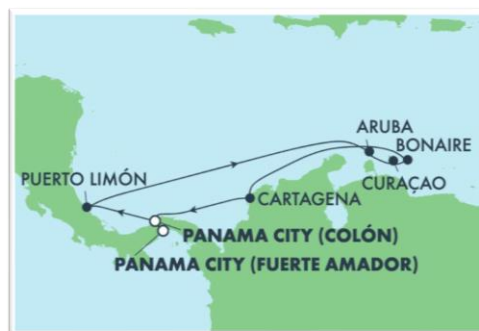 ARUBA
BONAIRE
PUERTO LIMÓN
CURAÇAO
CARTAGENA
PANAMA CITY (COLÓN)
PANAMA CITY (FUERTE AMADOR)